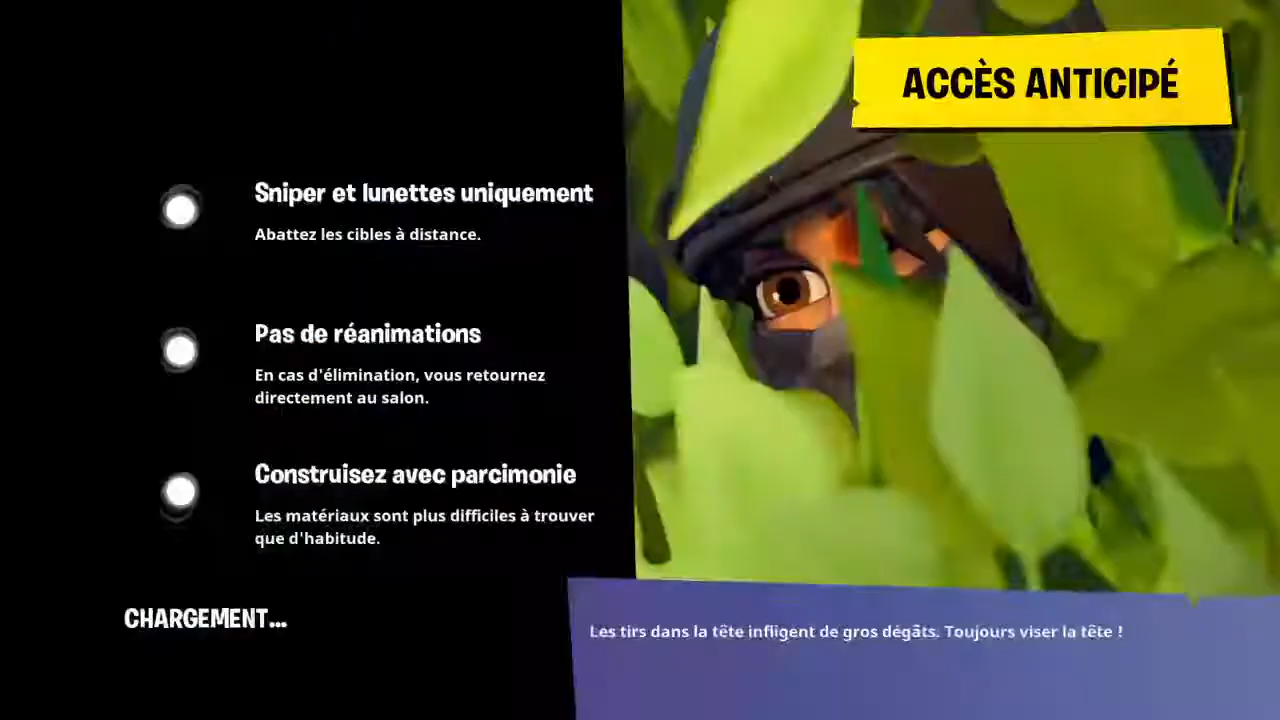 ACCÈS ANTICIPÉ
Sniper et lunettes uniquement
Abattez les cibles à distance.
Pas de réanimations
En cas d'élimination, vous retournez
directement au salon.
Construisez avec parcimonie
Les matériaux sont plus difficiles à trouver
que d'habitude.
CHARGEMENT...
Les tirs dans la tête infligent de gros dégâts. Toujours viser la tête !